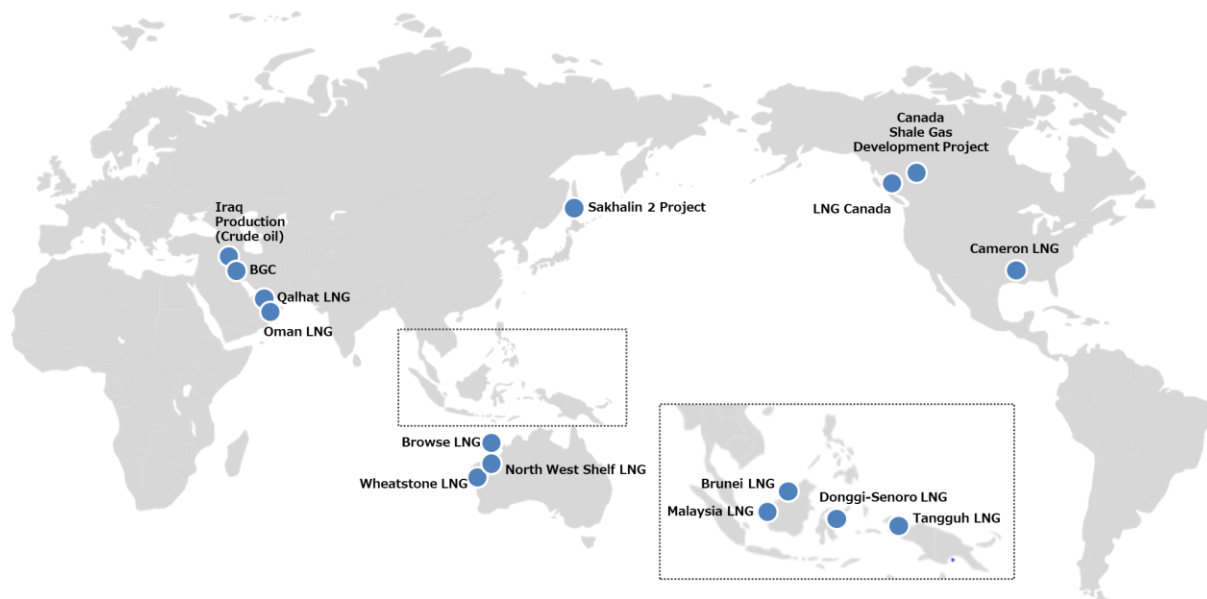 Canada
Shale Gas
Development Project
LNG Canada
Iraq
Production
(Crude oil)
Sakhalin 2 Project
Cameron LNG
BGC
Qalhat LNG
Oman LNG
Browse LNG
North West Shelf LNG
Wheatstone LNG
Brunei LNG
Donggi-Senoro LNG
Malaysia LNG
Tangguh LNG